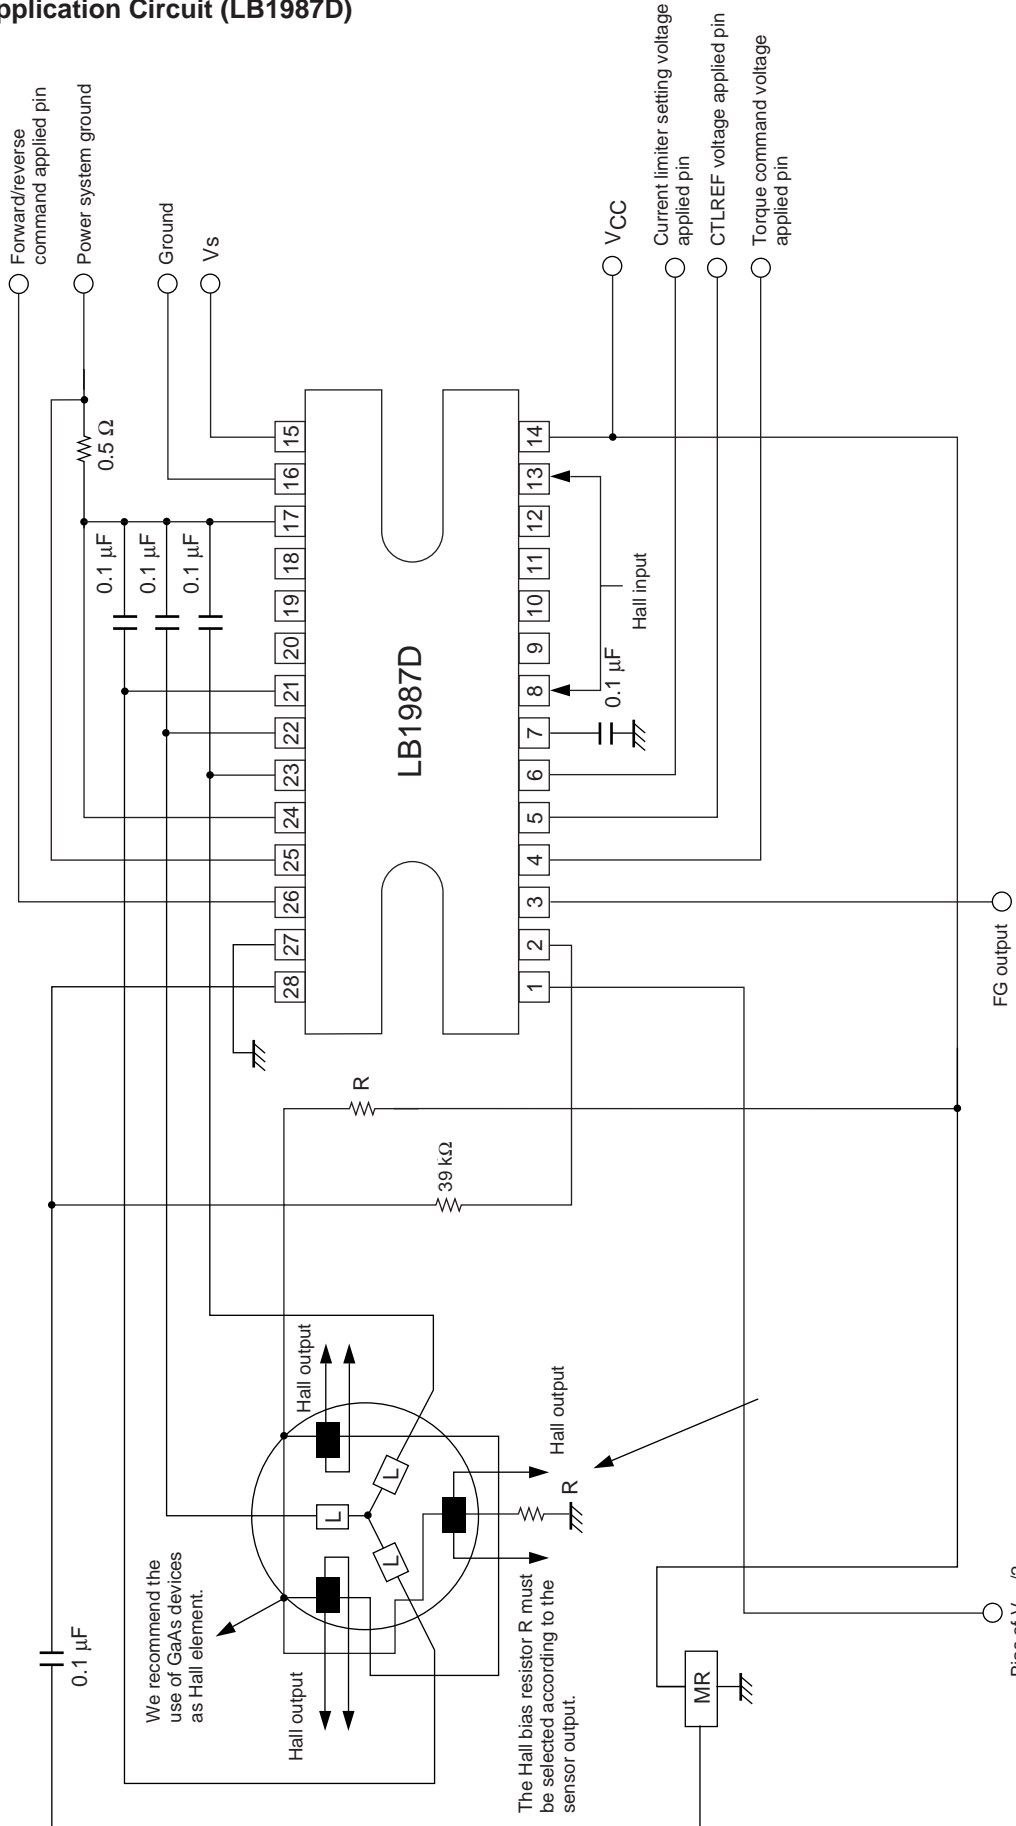 pplication Circuit (LB1987D)
Forward/reverse
command applied pin
Power system ground
Ground
Vs
VCC
Current limiter setting voltage
applied pin
CTLREF voltage applied pin
Torque command voltage
applied pin
0.5 Ω
0.1 µF
0.1 µF
0.1 µF
15
16
17
18
19
20
21
22
23
24
25
26
27
28
LB1987D
14
13
12
11
10
9
8
7
6
5
4
3
2
1
Hall input
0.1 µF
FG output
R
39 kΩ
Hall output
Hall output
R
L
L
L
We recommend the
use of GaAs devices
as Hall element.
Hall output
The Hall bias resistor R must
be selected according to the
sensor output.
0.1 µF
MR